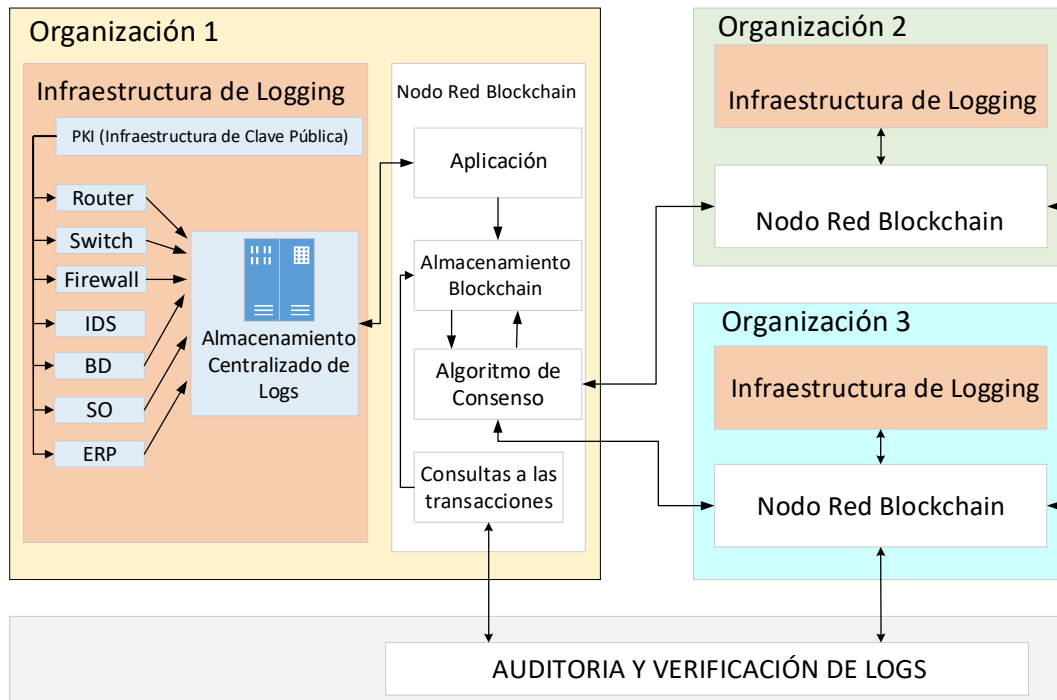 Organización 1
Infraestructura de Logging
PKI (Infraestructura de Clave Pública)
Router
Switch
Firewall
IDS
BD
SO
ERP
Almacenamiento
Centralizado de
Logs
Nodo Red Blockchain
Aplicación
Almacenamiento
Blockchain
Algoritmo de
Consenso
Consultas a las
transacciones
Organización 2
Infraestructura de Logging
Nodo Red Blockchain
Organización 3
Infraestructura de Logging
Nodo Red Blockchain
AUDITORIA Y VERIFICACIÓN DE LOGS